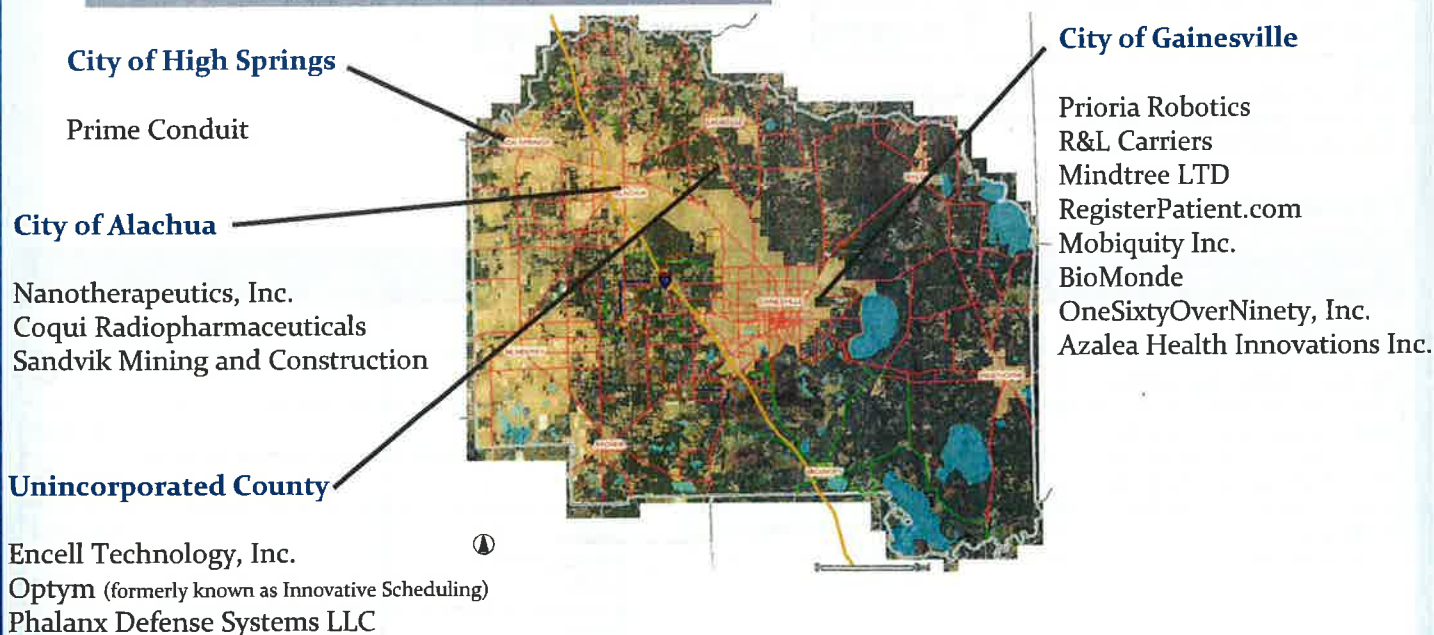 City of High Springs
Prime Conduit
City of Alachua
Nanotherapeutics, Inc.
Coqui Radiopharmaceuticals
Sandvik Mining and Construction
Unincorporated County
Encell Technology, Inc.
Optym (formerly known as Innovative Scheduling)
Phalanx Defense Systems LLC
City of Gainesville
Prioria Robotics
R&L Carriers
Mindtree LTD
RegisterPatient.com
Mobiquity Inc.
BioMonde
OneSixtyOverNinety, Inc.
Azalea Health Innovations Inc.